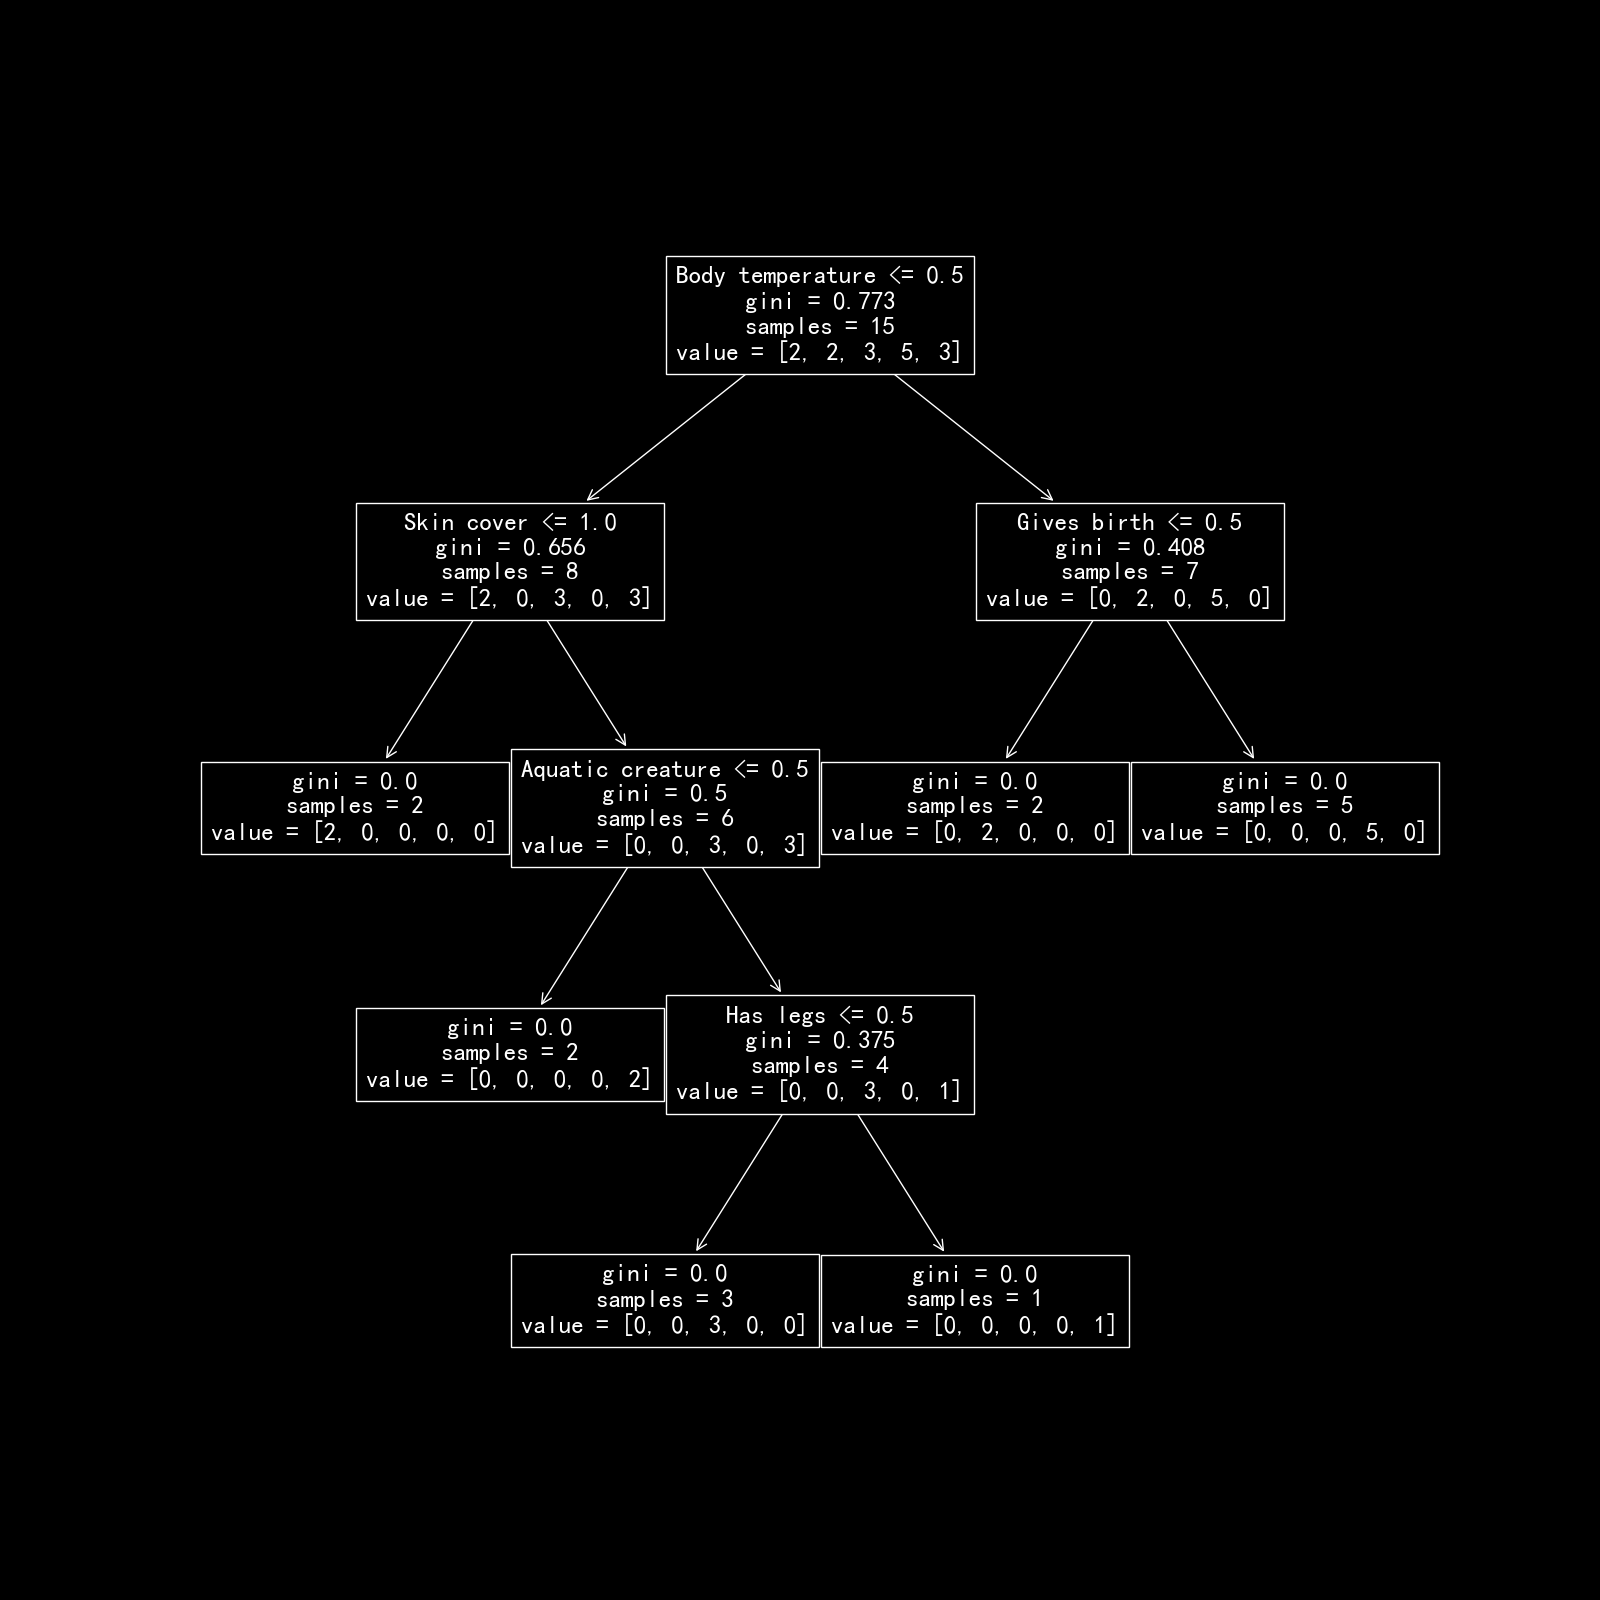 Body temperature <= 0.5
gini = 0.773
samples = 15
value = [2, 2, 3, 5, 3]
Skin cover <= 1.0
gini = 0.656
samples = 8
value = [2, 0, 3, 0, 3]
Gives birth <= 0.5
gini = 0.408
samples = 7
value = [0, 2, 0, 5, 0]
gini = 0.0
samples = 2
value = [2, 0, 0, 0, 0]
Aquatic creature <= 0.5
gini = 0.5
samples = 6
value = [0, 0, 3, 0, 3]
gini = 0.0
samples = 2
value = [0, 2, 0, 0, 0]
gini = 0.0
samples = 5
value = [0, 0, 0, 5, 0]
gini = 0.0
samples = 2
value = [0, 0, 0, 0, 2]
Has legs <= 0.5
gini = 0.375
samples = 4
value = [0, 0, 3, 0, 1]
gini = 0.0
samples = 3
value = [0, 0, 3, 0, 0]
gini = 0.0
samples = 1
value = [0, 0, 0, 0, 1]